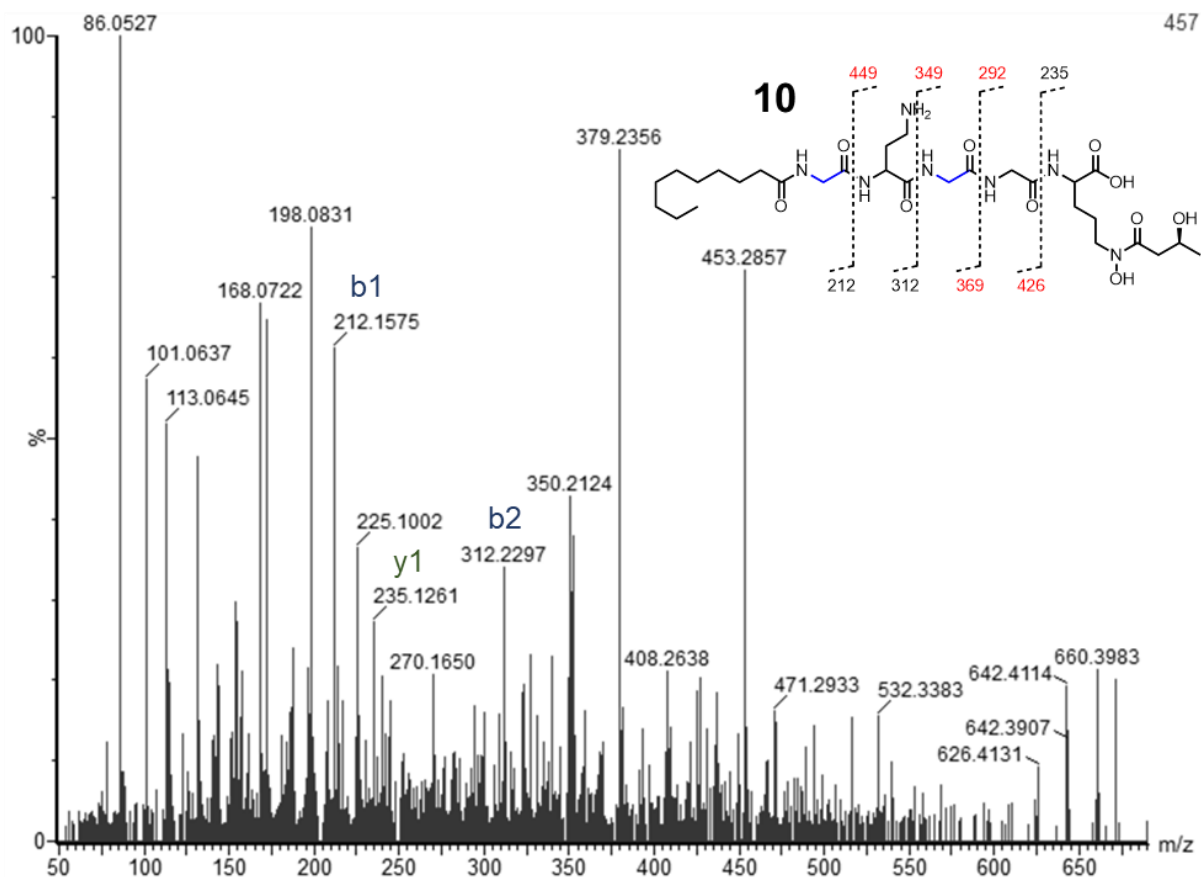 86.0527
457
100
449 349 292 235
10
NH2
379.2356
H N O H N O H N O OH
O N H O N H O OH
O N OH
198.0831
453.2857
212 312 369 426
168.0722
b1
212.1575
101.0637
113.0645
%
350.2124
b2
225.1002
312.2297
y1
235.1261
270.1650
408.2638
471.2933
532.3383
642.4114
660.3983
642.3907
626.4131
0
50 100 150 200 250 300 350 400 450 500 550 600 650
m/z